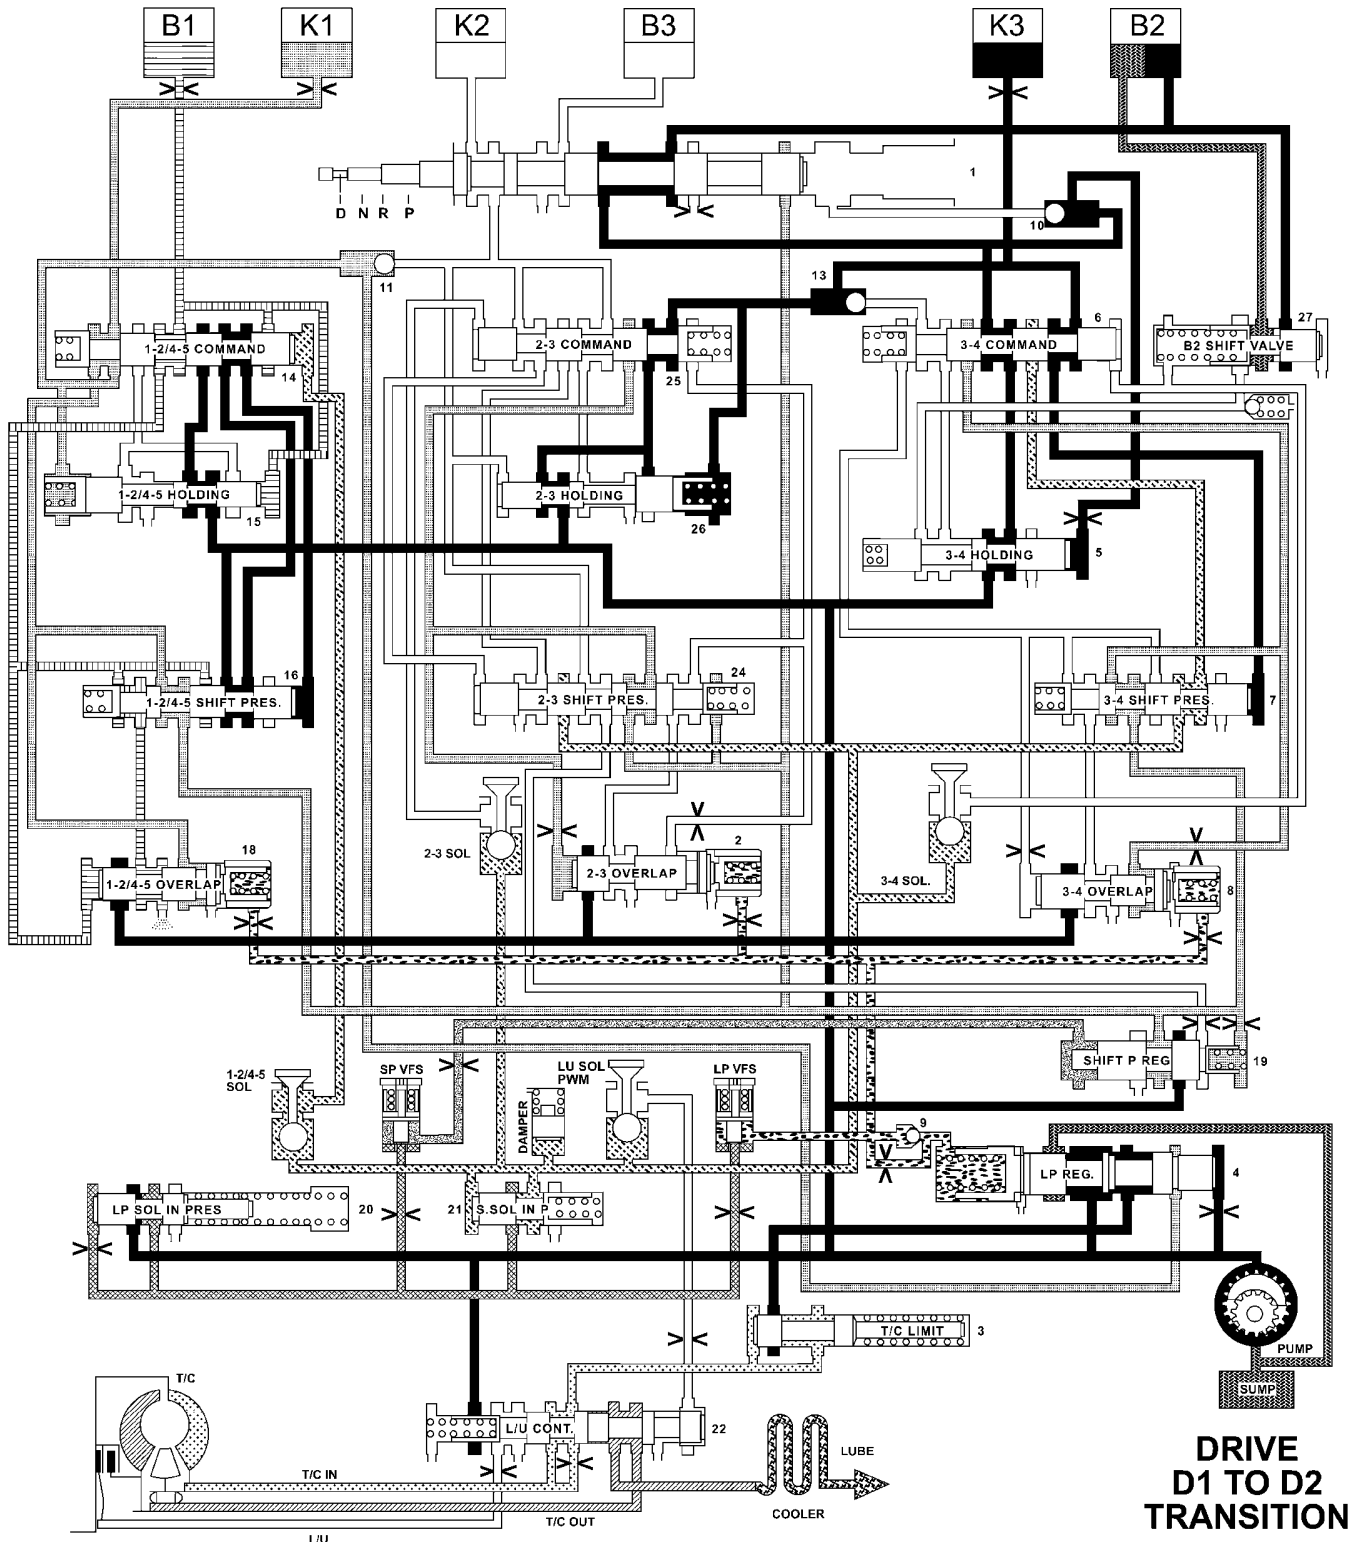 B1
K1
K2
B3
K3
B2
1
D N R P
10
11
13
6
27
1-2/4-5 COMMAND
14
2-3 COMMAND
25
3-4 COMMAND
B2 SHIFT VALVE
1-2/4-5 HOLDING
15
2-3 HOLDING
26
3-4 HOLDING
5
16
1-2/4-5 SHIFT PRES.
24
2-3 SHIFT PRES.
3-4 SHIFT PRES.
7
2-3 SOL
3-4 SOL.
18
1-2/4-5 OVERLAP
2
2-3 OVERLAP
3-4 OVERLAP
8
SHIFT P REG
19
1-2/4-5
SOL
SP VFS
LU SOL
PWM
LP VFS
DAMPER
9
LP REG.
4
LP SOL IN PRES
20
21
S.SOL IN P
T/C LIMIT
3
PUMP
SUMP
T/C
L/U CONT.
22
LUBE
COOLER
T/C IN
T/C OUT
L/U
DRIVE
D1 TO D2
TRANSITION